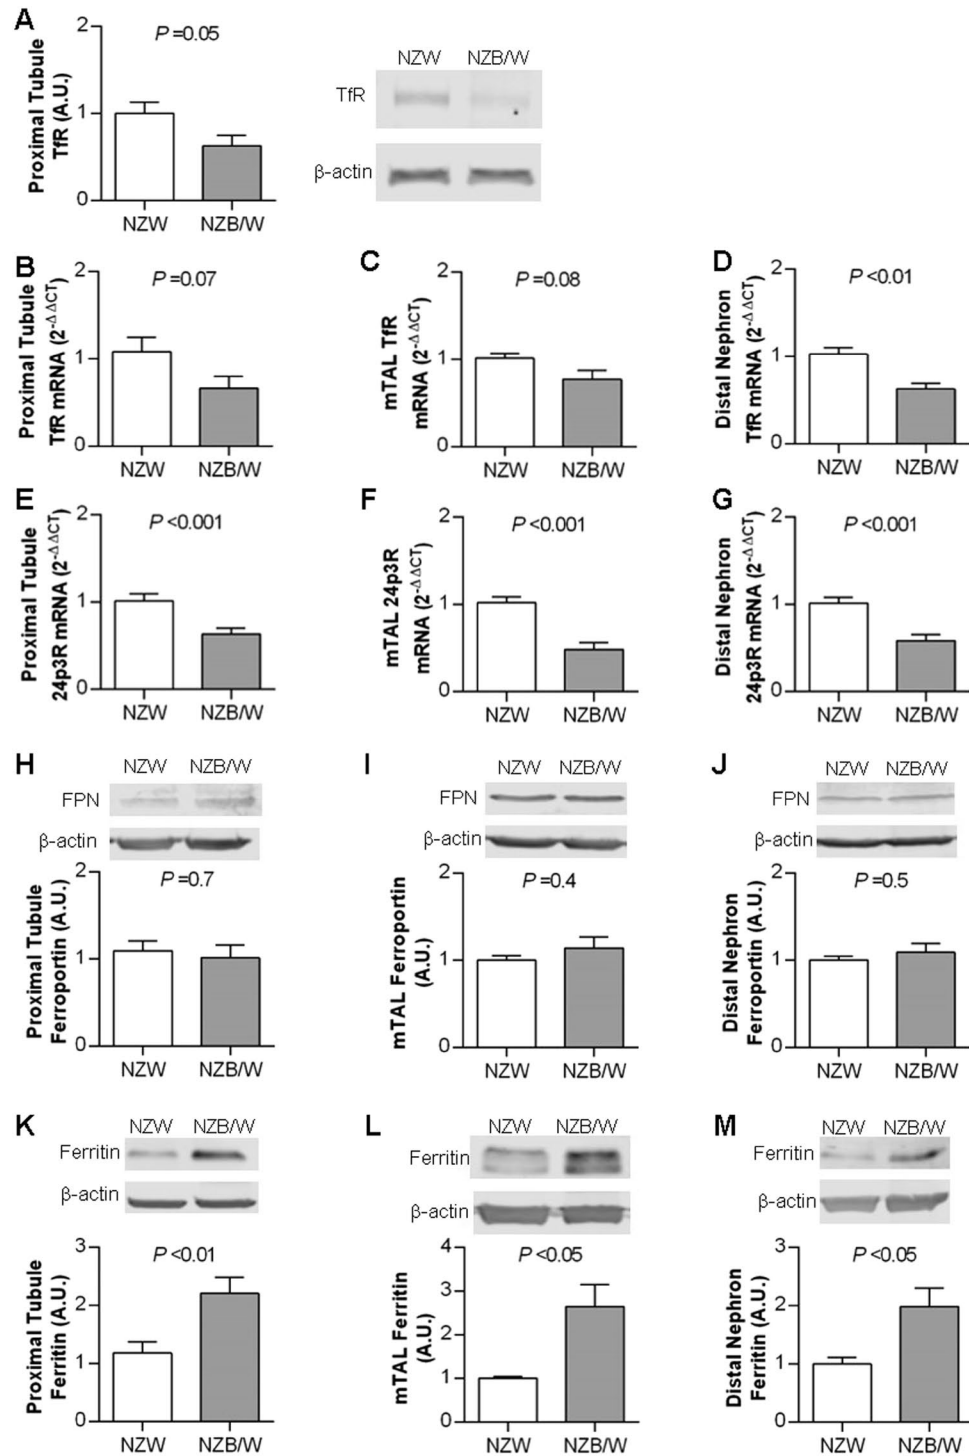 A
Proximal Tubule
TfR (A.U.)
2
1
0
P =0.05
NZW
NZB/W
NZW NZB/W
TfR
β-actin
B
Proximal Tubule
TfR mRNA (2-ΔΔCT)
2
1
0
P =0.07
NZW
NZB/W
C
mTAL TfR
mRNA (2-ΔΔCT)
2
1
0
P =0.08
NZW
NZB/W
D
Distal Nephron
TfR mRNA (2-ΔΔCT)
2
1
0
P <0.01
NZW
NZB/W
E
Proximal Tubule
24p3R mRNA (2-ΔΔCT)
2
1
0
P <0.001
NZW
NZB/W
F
mTAL 24p3R
mRNA (2-ΔΔCT)
2
1
0
P <0.001
NZW
NZB/W
G
Distal Nephron
24p3R mRNA (2-ΔΔCT)
2
1
0
P <0.001
NZW
NZB/W
H
NZW NZB/W
FPN
β-actin
Proximal Tubule
Ferroportin (A.U.)
2
1
0
P =0.7
NZW
NZB/W
I
NZW NZB/W
FPN
β-actin
mTAL Ferroportin
(A.U.)
2
1
0
P =0.4
NZW
NZB/W
J
NZW NZB/W
FPN
β-actin
Distal Nephron
Ferroportin (A.U.)
2
1
0
P =0.5
NZW
NZB/W
K
NZW NZB/W
Ferritin
β-actin
Proximal Tubule
Ferritin (A.U.)
3
2
1
0
P <0.01
NZW
NZB/W
L
NZW NZB/W
Ferritin
β-actin
mTAL Ferritin
(A.U.)
4
3
2
1
0
P <0.05
NZW
NZB/W
M
NZW NZB/W
Ferritin
β-actin
Distal Nephron
Ferritin (A.U.)
3
2
1
0
P <0.05
NZW
NZB/W